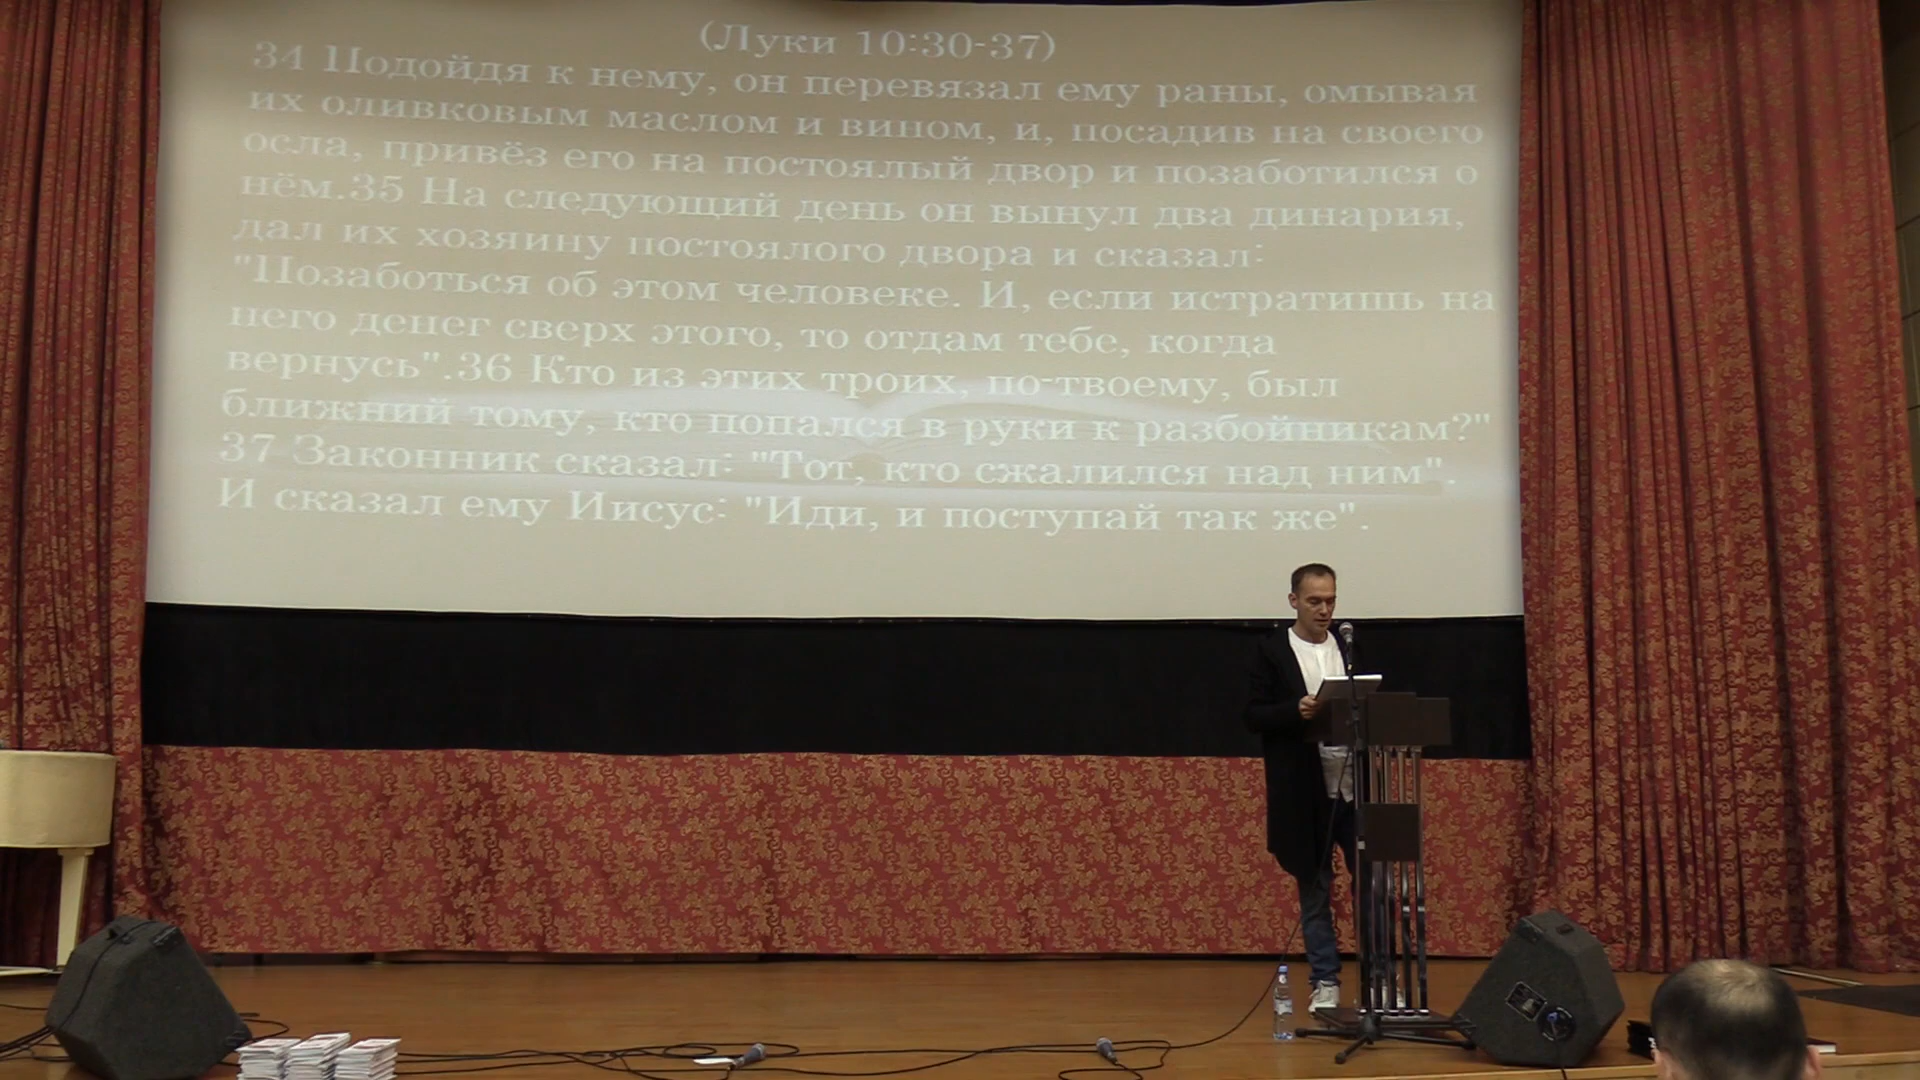 (Луки 10:30-37)
34 Подойдя к нему, он перевязал ему раны, омывая
их оливковым маслом и вином, и, посадив на своего
осла, привёз его на постоялый двор и позаботился о
нём.35 На следующий день он вынул два динария,
дал их хозяину постоялого двора и сказал:
"Позаботься об этом человеке. И, если истратишь на
него денег сверх этого, то отдам тебе, когда
вернусь".36 Кто из этих троих, по-твоему, был
ближний тому, кто попался в руки к разбойникам?"
37 Законник сказал: "Тот, кто сжалился над ним".
И сказал ему Иисус: "Иди, и поступай так же".